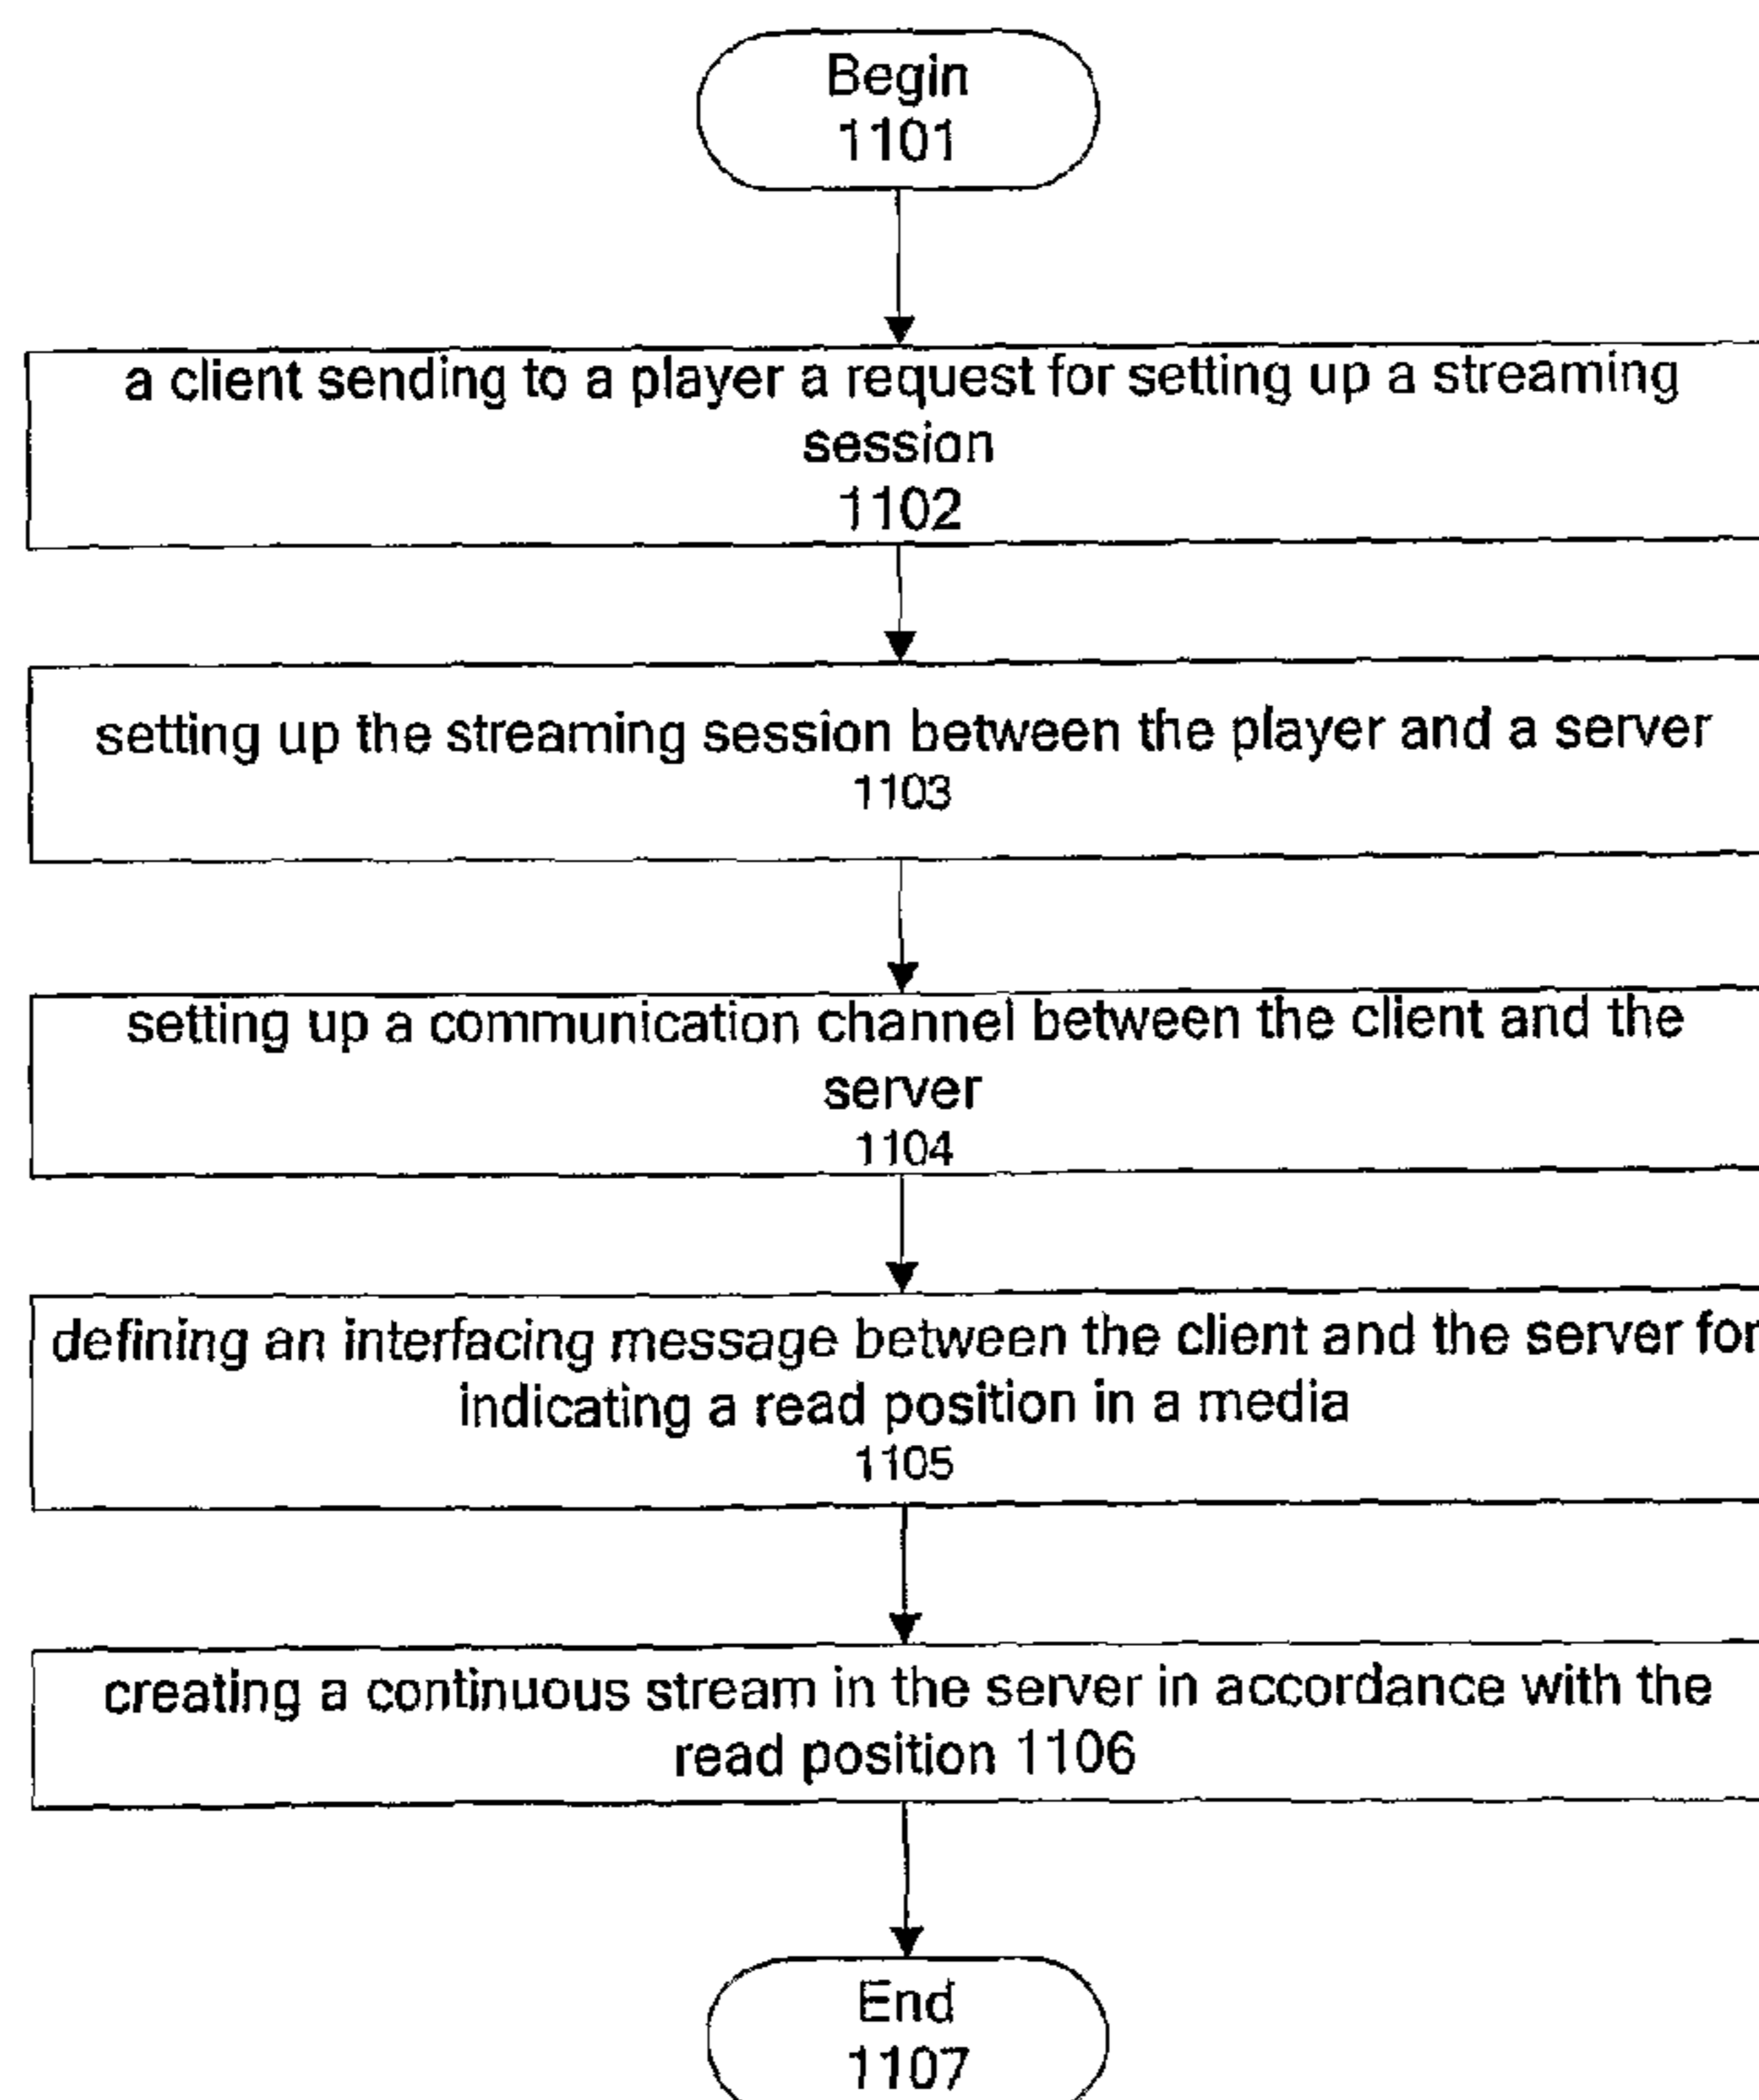 Begin
1101
a client sending to a player a request for setting up a streaming
session
1102
setting up the streaming session between the player and a server
1103
setting up a communication channel between the client and the
server
1104
defining an interfacing message between the client and the server for
indicating a read position in a media
1105
creating a continuous stream in the server in accordance with the
read position 1106
End
1107